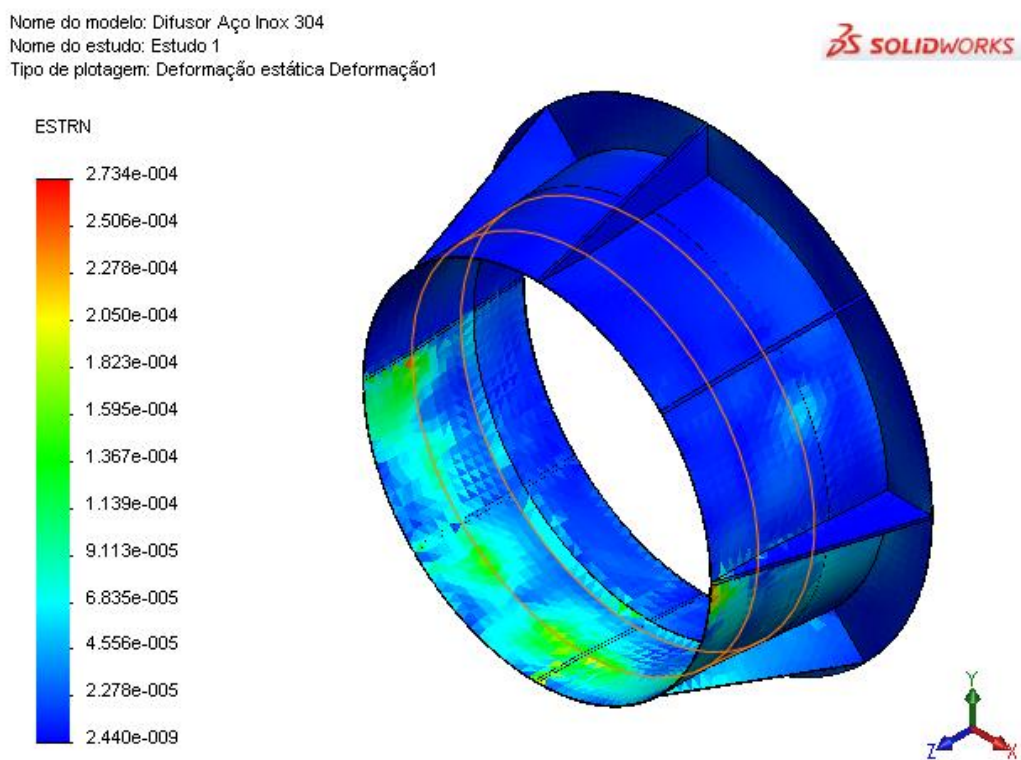 Nome do modelo: Difusor Aço Inox 304
Nome do estudo: Estudo 1
Tipo de plotagem: Deformação estática Deformação1
SOLIDWORKS
ESTRN
2.734e-004
2.506e-004
2.278e-004
2.050e-004
1.823e-004
1.595e-004
1.367e-004
1.139e-004
9.113e-005
6.835e-005
4.556e-005
2.278e-005
2.440e-009
Y
Z
X